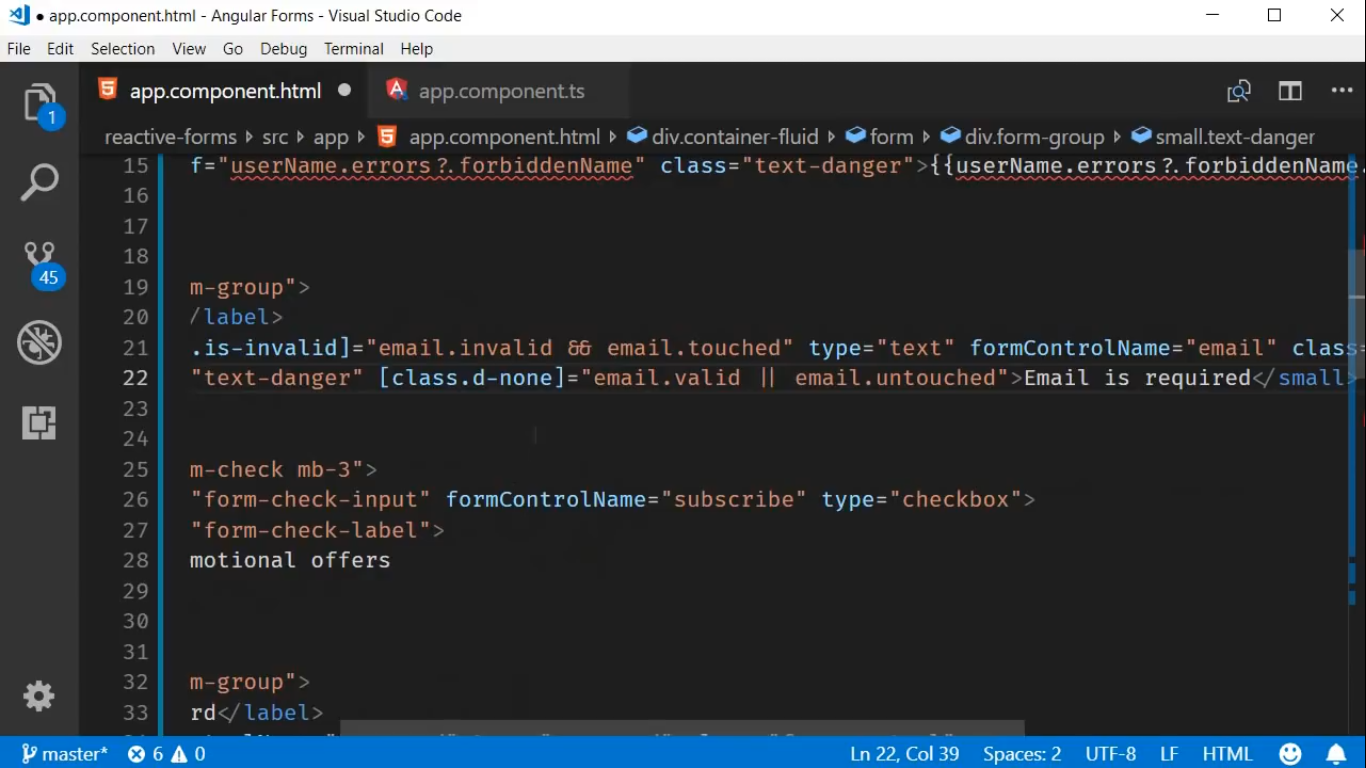 app.component.html - Angular Forms - Visual Studio Code
File Edit Selection View Go Debug Terminal Help
app.component.html app.component.ts
reactive-forms src app app.component.html div.container-fluid form div.form-group small.text-danger
15 f="userName.errors?.forbiddenName" class="text-danger">{{userName.errors?.forbiddenName.
16
17
18
19 m-group">
20 /label>
21 .is-invalid]="email.invalid && email.touched" type="text" formControlName="email" class=
22 "text-danger" [class.d-none]="email.valid || email.untouched">Email is required</small>
23
24
25 m-check mb-3">
26 "form-check-input" formControlName="subscribe" type="checkbox">
27 "form-check-label">
28 motional offers
29
30
31
32 m-group">
33 rd</label>
1
45
master* 6 0 Ln 22, Col 39 Spaces: 2 UTF-8 LF HTML